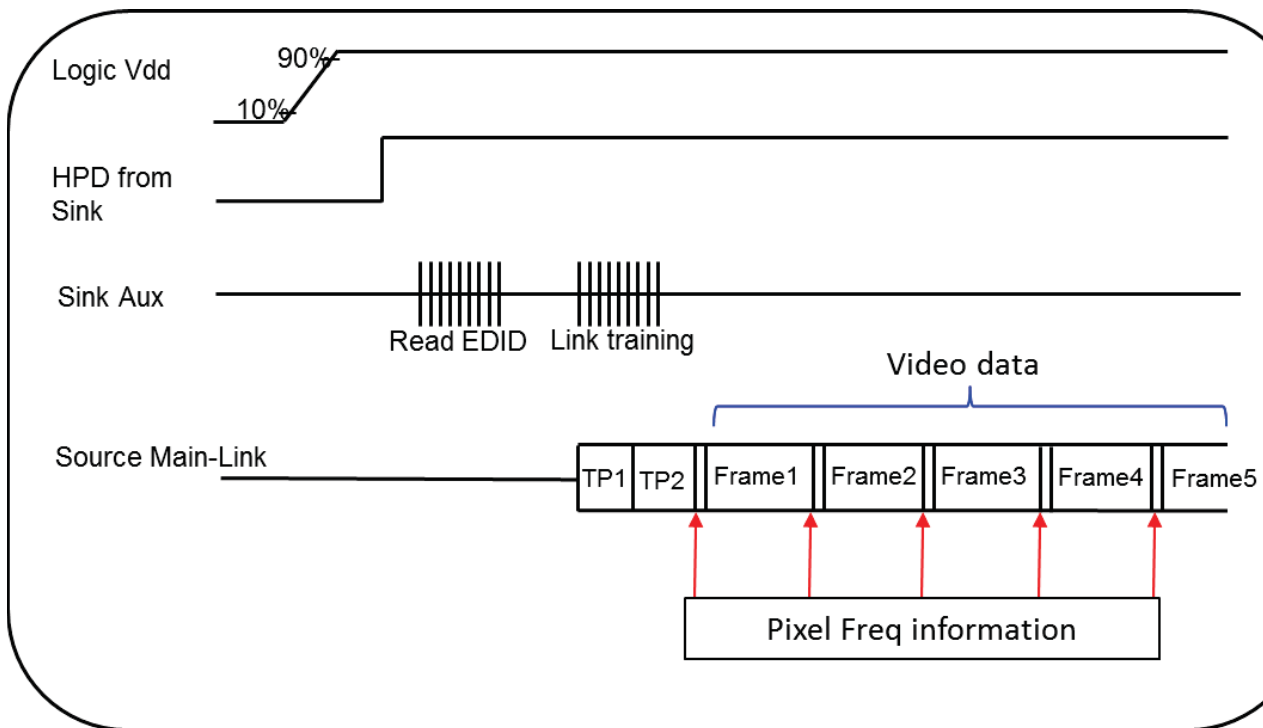 Logic Vdd
90%
10%
HPD from
Sink
Sink Aux
Read EDID
Link training
Video data
Source Main-Link
TP1
TP2
Frame1
Frame2
Frame3
Frame4
Frame5
Pixel Freq information